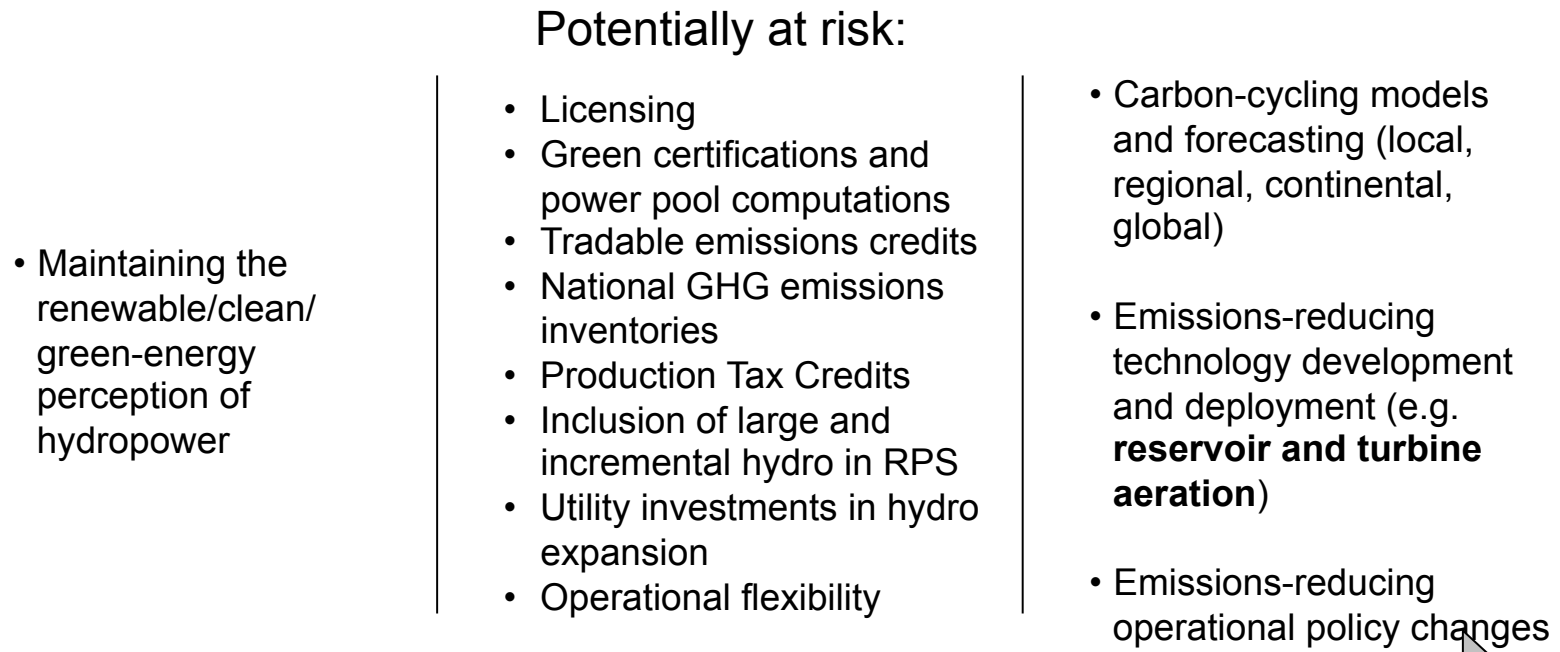 Potentially at risk:
• Maintaining the
renewable/clean/
green-energy
perception of
hydropower
• Licensing
• Green certifications and
power pool computations
• Tradable emissions credits
• National GHG emissions
inventories
• Production Tax Credits
• Inclusion of large and
incremental hydro in RPS
• Utility investments in hydro
expansion
• Operational flexibility
• Carbon-cycling models
and forecasting (local,
regional, continental,
global)
• Emissions-reducing
technology development
and deployment (e.g.
reservoir and turbine
aeration)
• Emissions-reducing
operational policy changes